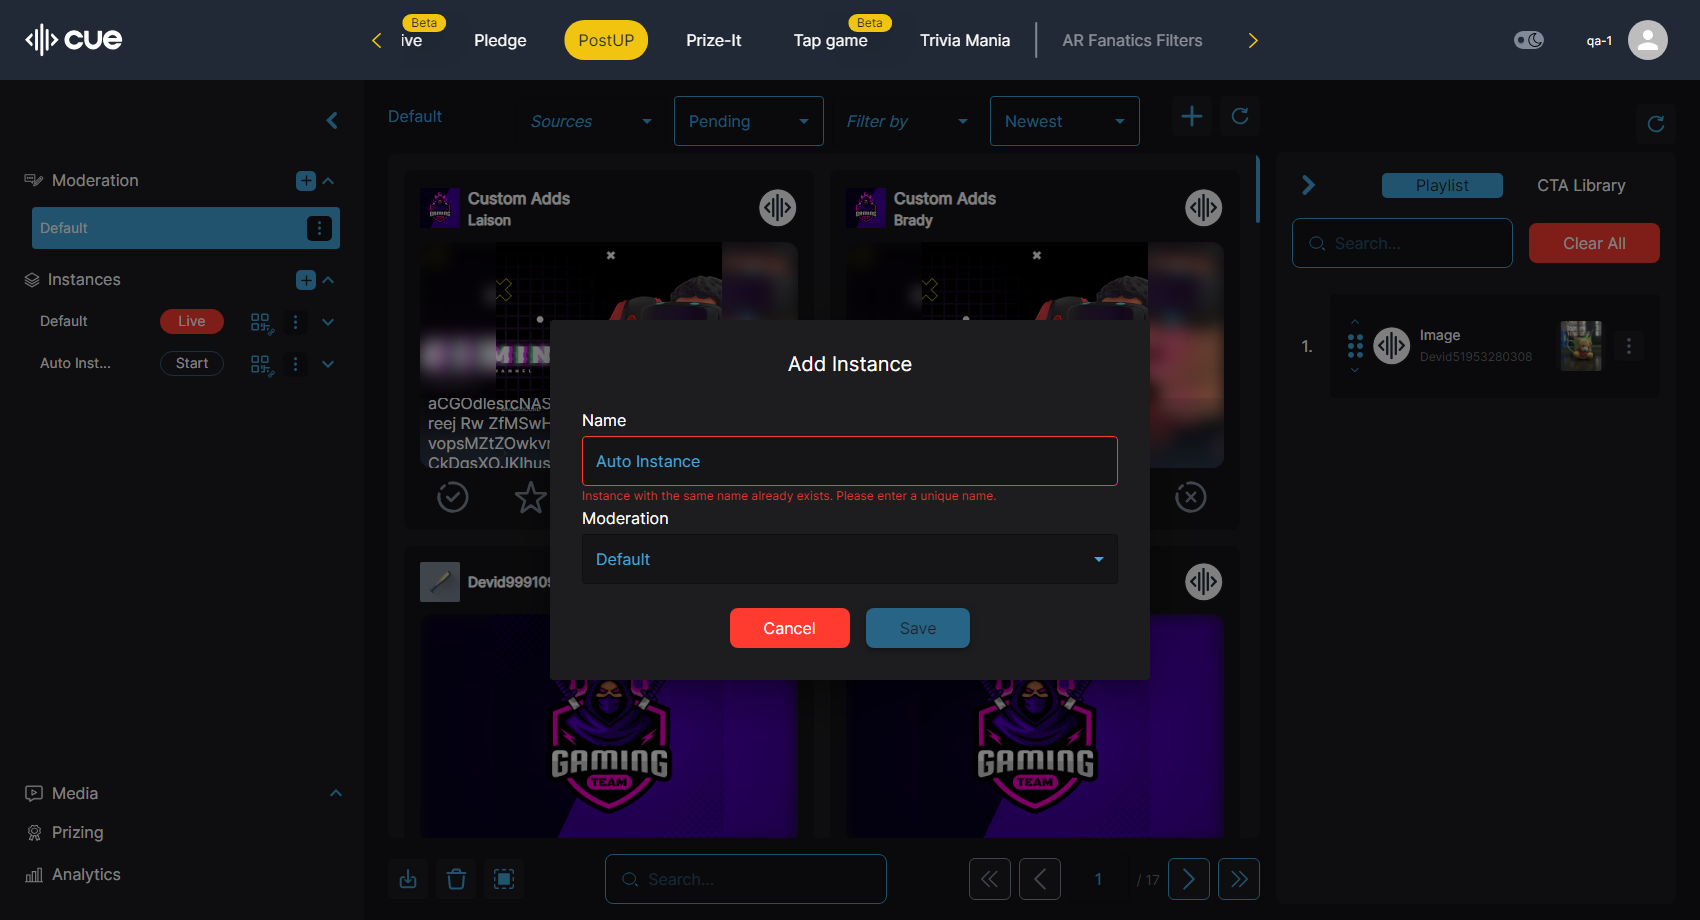 cue
Beta
ive
Pledge
PostUP
Prize-It
Beta
Tap game
Trivia Mania
AR Fanatics Filters
qa-1
Default
Sources
Pending
Filter by
Newest
Moderation
Default
Instances
Default
Live
Auto Inst...
Start
Custom Adds
Laison
aCGOdlesrcNAS
reej Rw ZfMSwH
vopsMZtZOwkvr
CkDgsXOJKIhus
Custom Adds
Brady
Add Instance
Name
Auto Instance
Instance with the same name already exists. Please enter a unique name.
Moderation
Default
Cancel
Save
GAMING
TEAM
GAMING
TEAM
Playlist
CTA Library
Search...
Clear All
1.
Image
Devid51953280308
Media
Prizing
Analytics
Search...
1
/ 17